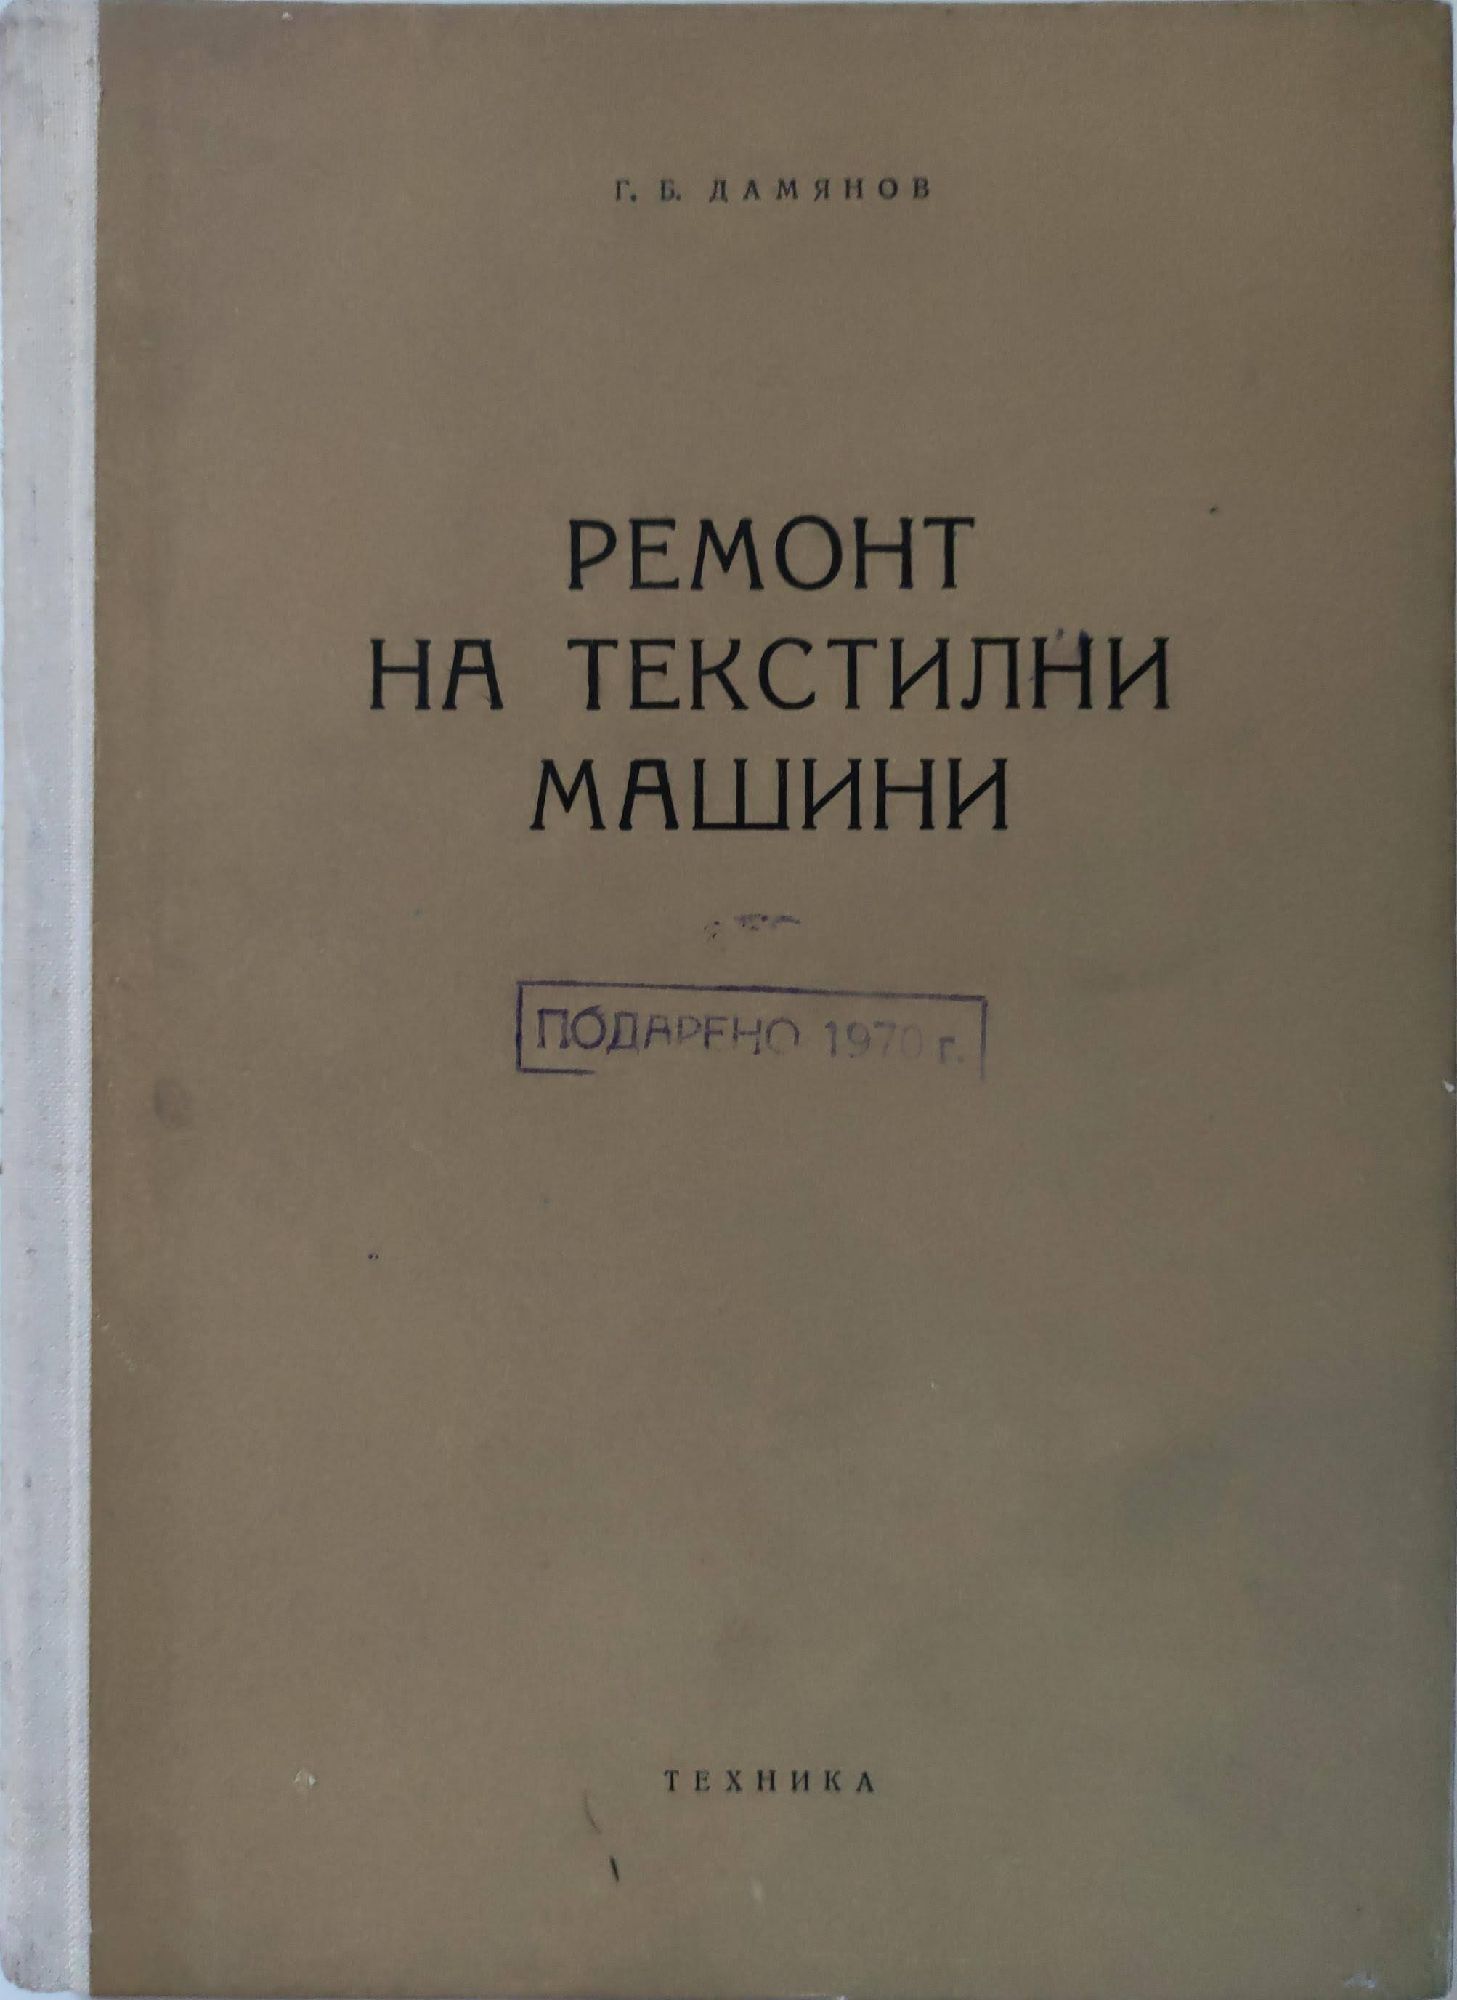 Г. Б. ДАМЯНОВ
РЕМОНТ
НА ТЕКСТИЛНИ
МАШИНИ
ПОДАРЕНО 1970 г.
ТЕХНИКА